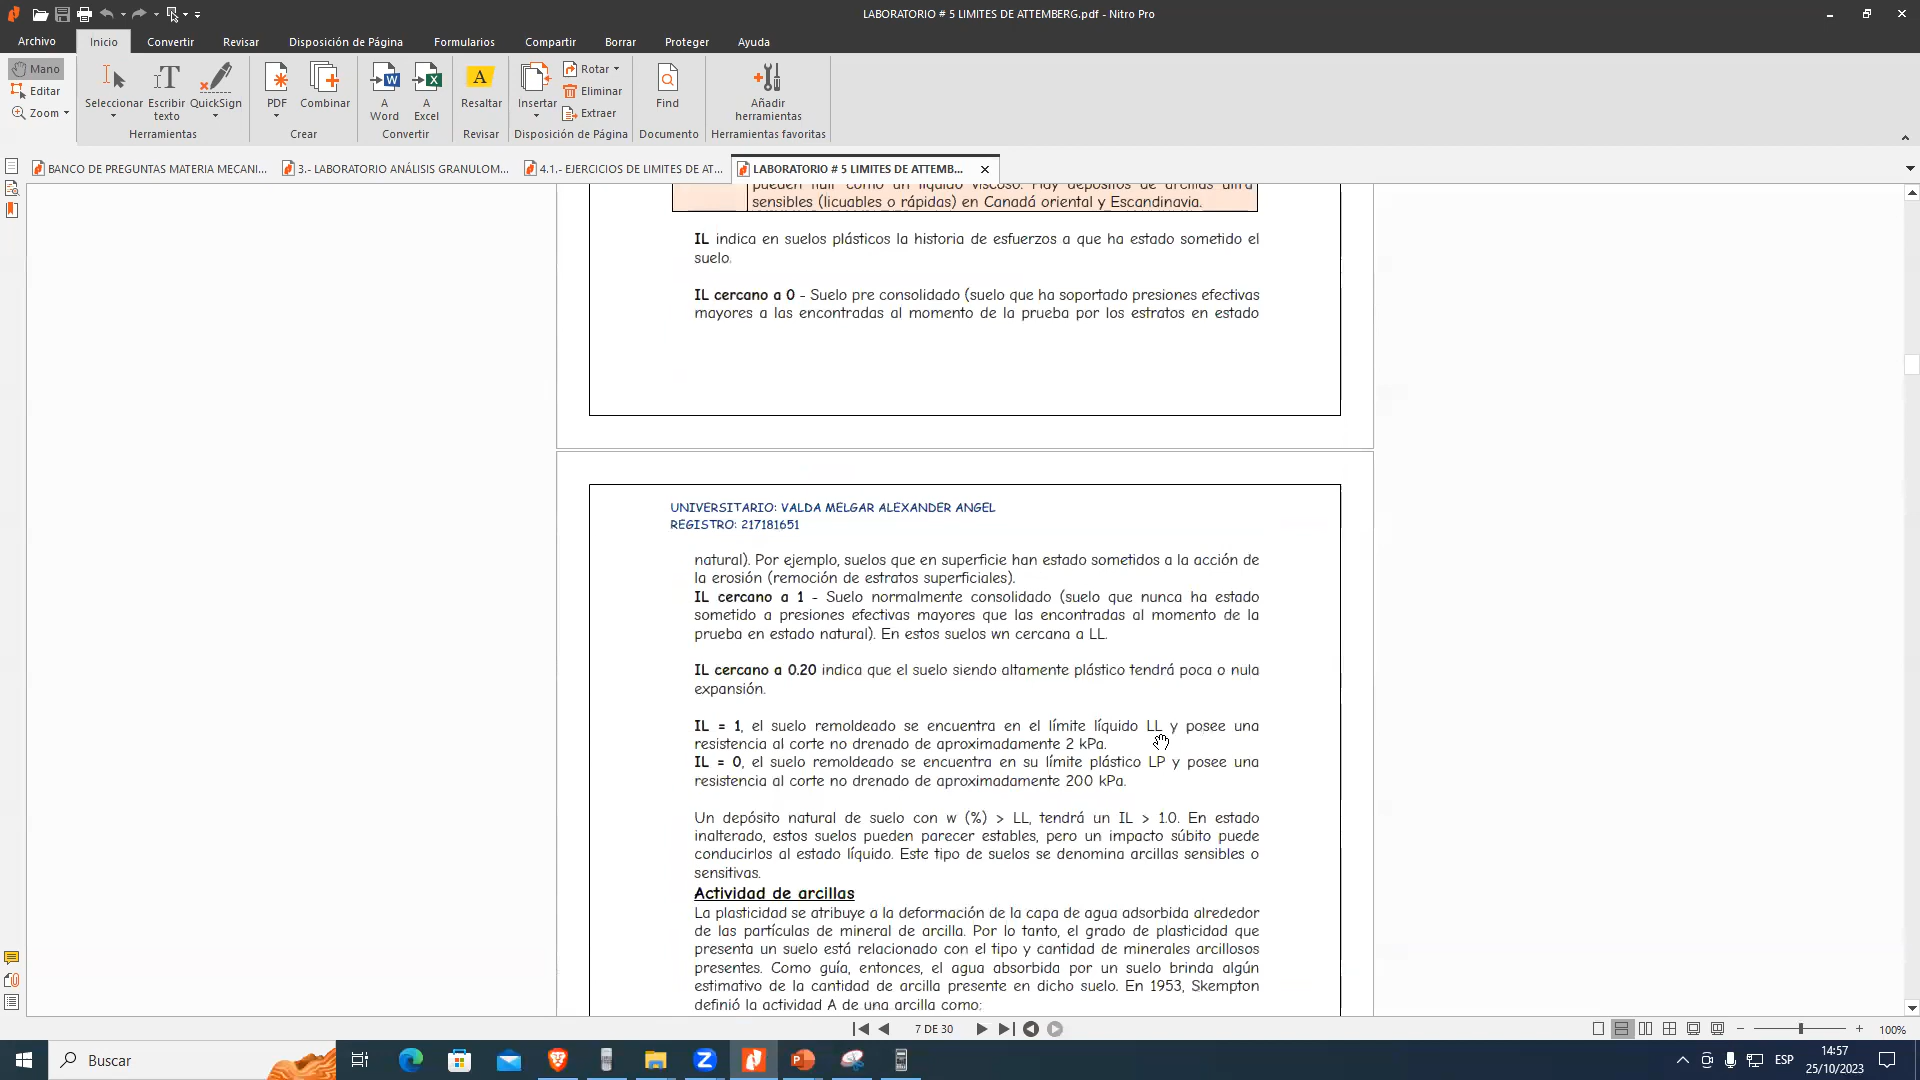 LABORATORIO # 5 LIMITES DE ATTEMBERG.pdf - Nitro Pro
Archivo Inicio Convertir Revisar Disposición de Página Formularios Compartir Borrar Proteger Ayuda
Mano
Editar
Zoom
Seleccionar
Escribir texto
QuickSign
Herramientas
PDF
Combinar
Crear
A Word
A Excel
Convertir
Resaltar
Revisar
Insertar
Rotar
Eliminar
Extraer
Disposición de Página
Find
Documento
Añadir herramientas
Herramientas favoritas
BANCO DE PREGUNTAS MATERIA MECANI...
3.- LABORATORIO ANÁLISIS GRANULOM...
4.1.- EJERCICIOS DE LIMITES DE AT...
LABORATORIO # 5 LIMITES DE ATTEMB...
pueden fluir como un líquido viscoso. Hay depósitos de arcillas ultra
sensibles (licuables o rápidas) en Canadá oriental y Escandinavia.
IL indica en suelos plásticos la historia de esfuerzos a que ha estado sometido el
suelo.
IL cercano a 0 - Suelo pre consolidado (suelo que ha soportado presiones efectivas
mayores a las encontradas al momento de la prueba por los estratos en estado
UNIVERSITARIO: VALDA MELGAR ALEXANDER ANGEL
REGISTRO: 217181651
natural). Por ejemplo, suelos que en superficie han estado sometidos a la acción de
la erosión (remoción de estratos superficiales).
IL cercano a 1 - Suelo normalmente consolidado (suelo que nunca ha estado
sometido a presiones efectivas mayores que las encontradas al momento de la
prueba en estado natural). En estos suelos wn cercana a LL.
IL cercano a 0.20 indica que el suelo siendo altamente plástico tendrá poca o nula
expansión.
IL = 1, el suelo remoldeado se encuentra en el límite líquido LL y posee una
resistencia al corte no drenado de aproximadamente 2 kPa.
IL = 0, el suelo remoldeado se encuentra en su límite plástico LP y posee una
resistencia al corte no drenado de aproximadamente 200 kPa.
Un depósito natural de suelo con w (%) > LL, tendrá un IL > 1.0. En estado
inalterado, estos suelos pueden parecer estables, pero un impacto súbito puede
conducirlos al estado líquido. Este tipo de suelos se denomina arcillas sensibles o
sensitivas.
Actividad de arcillas
La plasticidad se atribuye a la deformación de la capa de agua adsorbida alrededor
de las partículas de mineral de arcilla. Por lo tanto, el grado de plasticidad que
presenta un suelo está relacionado con el tipo y cantidad de minerales arcillosos
presentes. Como guía, entonces, el agua absorbida por un suelo brinda algún
estimativo de la cantidad de arcilla presente en dicho suelo. En 1953, Skempton
definió la actividad A de una arcilla como:
7 DE 30
100%
Buscar
ESP
14:57
25/10/2023